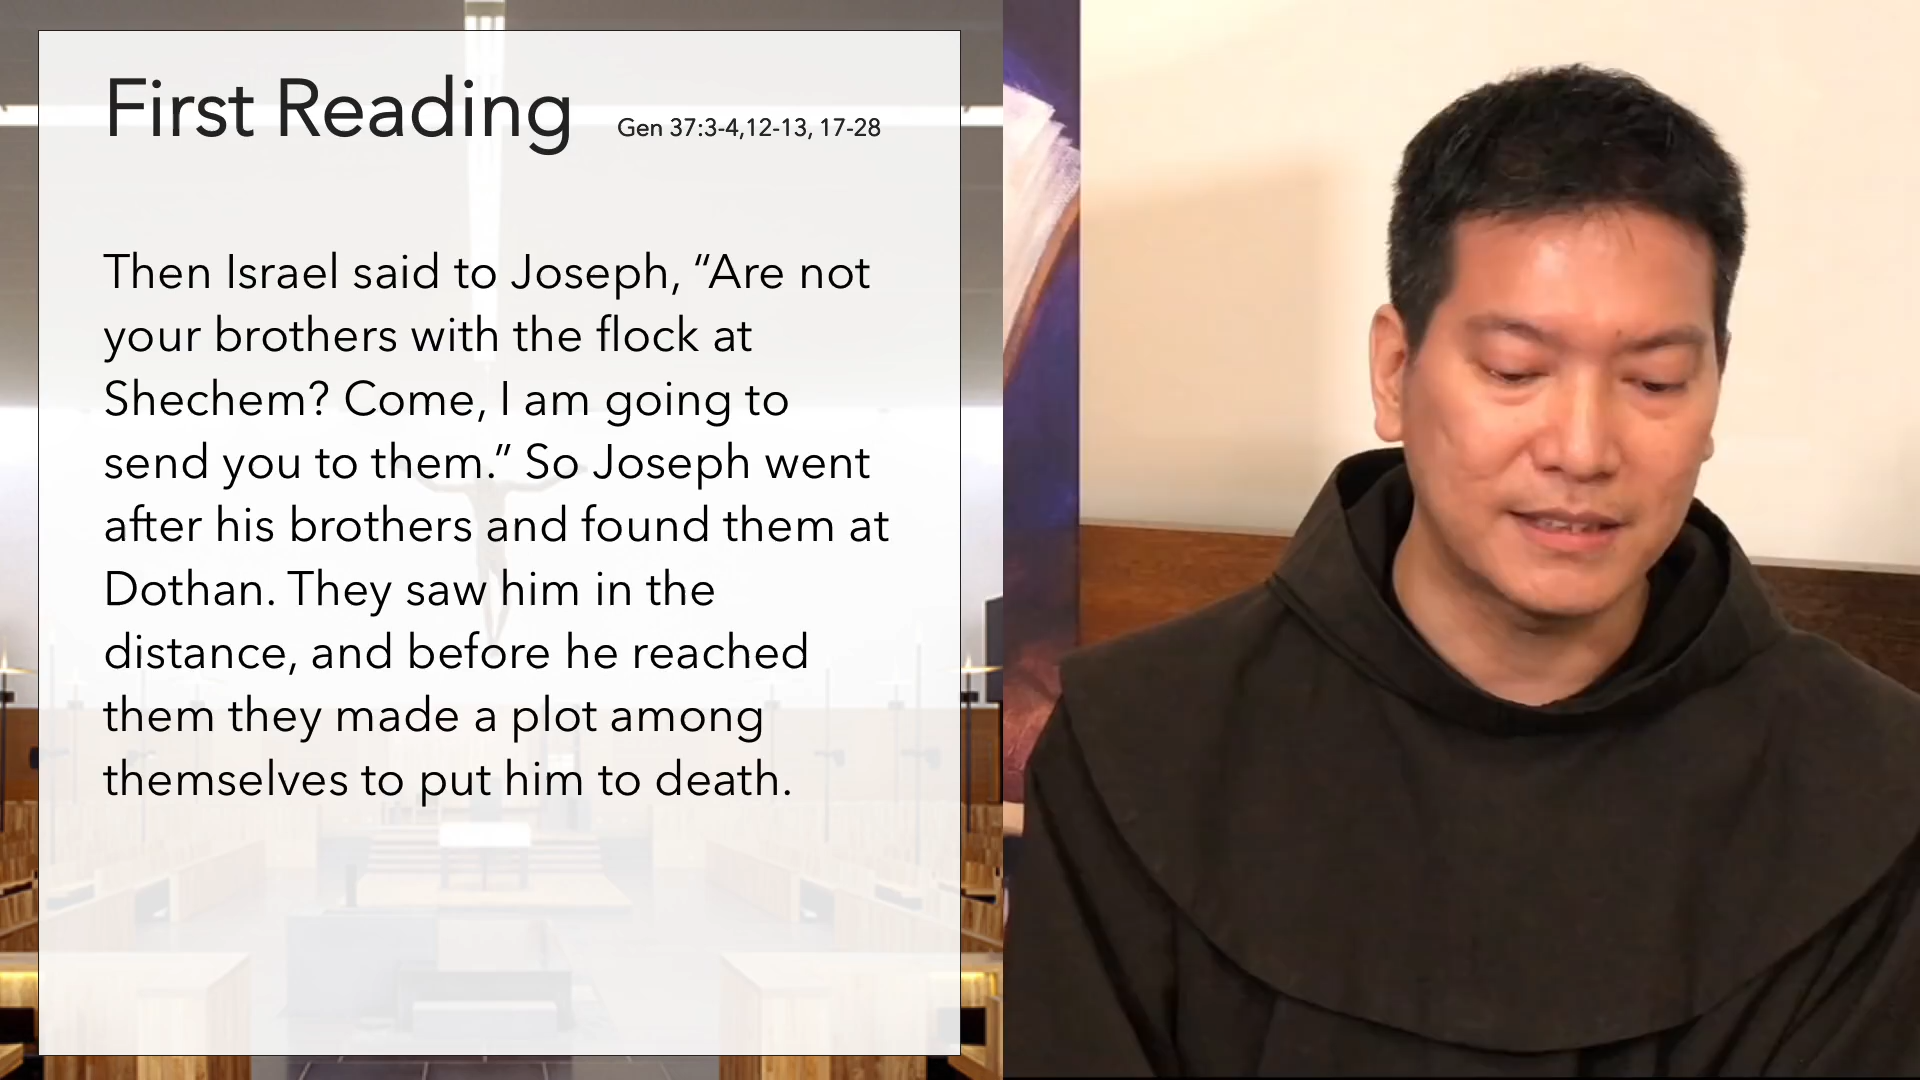 First Reading Gen 37:3-4,12-13, 17-28
Then Israel said to Joseph, “Are not
your brothers with the flock at
Shechem? Come, I am going to
send you to them.” So Joseph went
after his brothers and found them at
Dothan. They saw him in the
distance, and before he reached
them they made a plot among
themselves to put him to death.